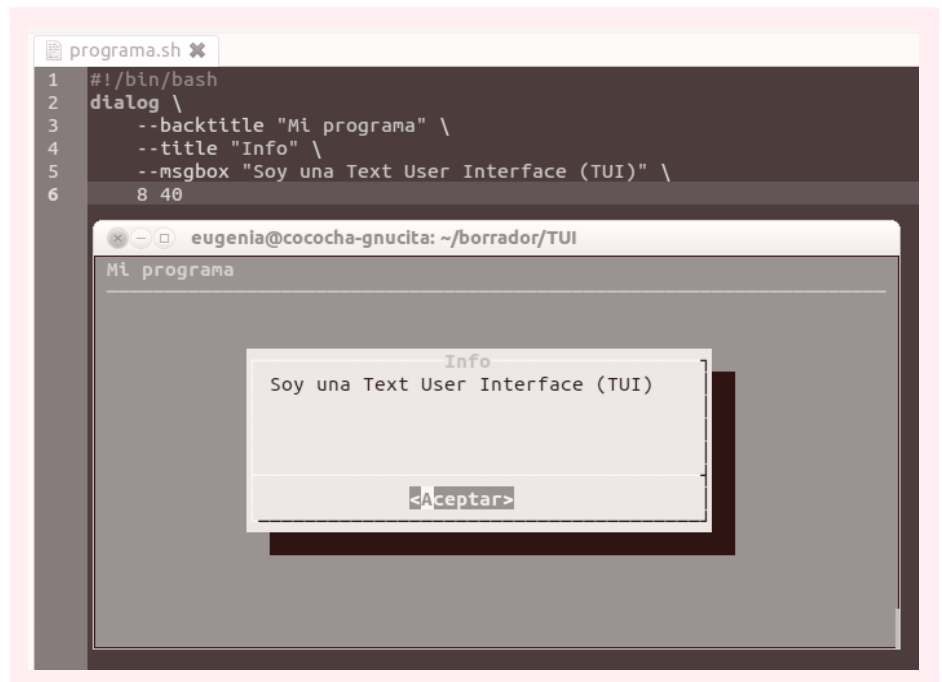 programa.sh ✖
1 #!/bin/bash
2 dialog \
3 --backtitle "Mi programa" \
4 --title "Info" \
5 --msgbox "Soy una Text User Interface (TUI)" \
6 8 40
eugenia@cococha-gnucita: ~/borrador/TUI
Mi programa
Info
Soy una Text User Interface (TUI)
<Aceptar>